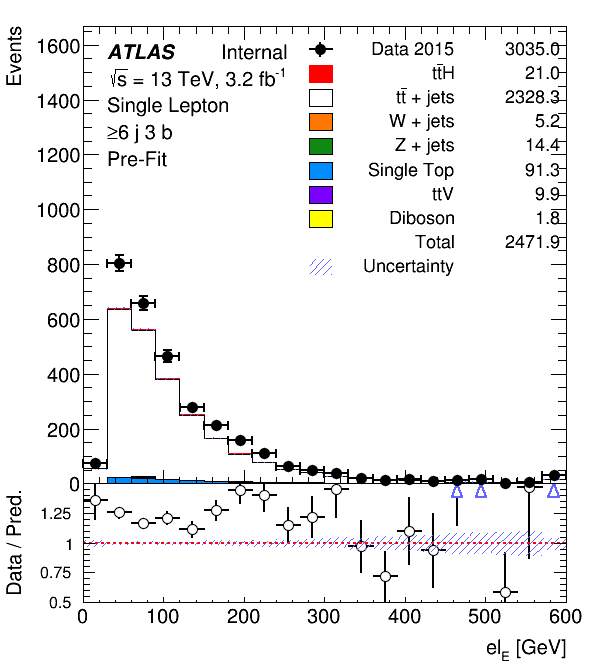 Events
1600
1400
1200
1000
800
600
400
200
0
ATLAS Internal
√s = 13 TeV, 3.2 fb⁻¹
Single Lepton
≥6 j 3 b
Pre-Fit
Data 2015 3035.0
tt̄H 21.0
tt̄ + jets 2328.3
W + jets 5.2
Z + jets 14.4
Single Top 91.3
ttV 9.9
Diboson 1.8
Total 2471.9
Uncertainty
Data / Pred.
1.25
1
0.75
0.5
0 100 200 300 400 500 600
el_E [GeV]